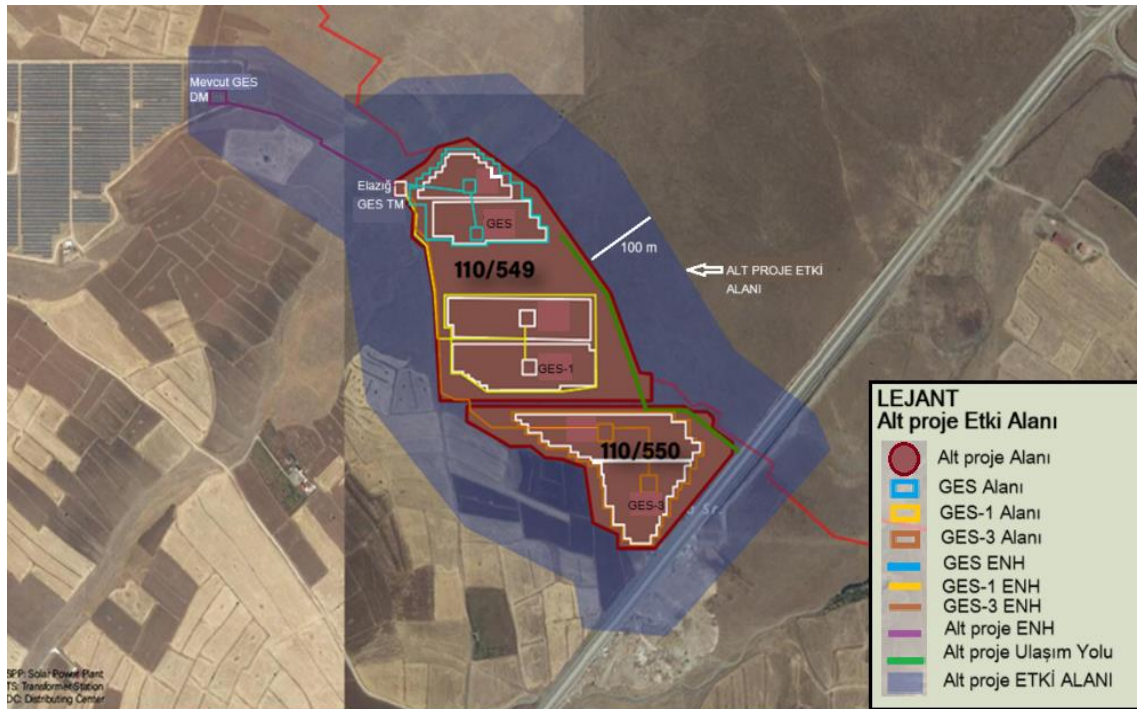 Mevcut GES
DM
Elazığ
GES TM
GES
110/549
100 m
ALT PROJE ETKİ
ALANI
GES-1
110/550
GES-3
Sr.
LEJANT
Alt proje Etki Alanı
Alt proje Alanı
GES Alanı
GES-1 Alanı
GES-3 Alanı
GES ENH
GES-1 ENH
GES-3 ENH
Alt proje ENH
Alt proje Ulaşım Yolu
Alt proje ETKİ ALANI
SPP: Solar Power Plant
TS: Transformer Station
DC: Distributing Center